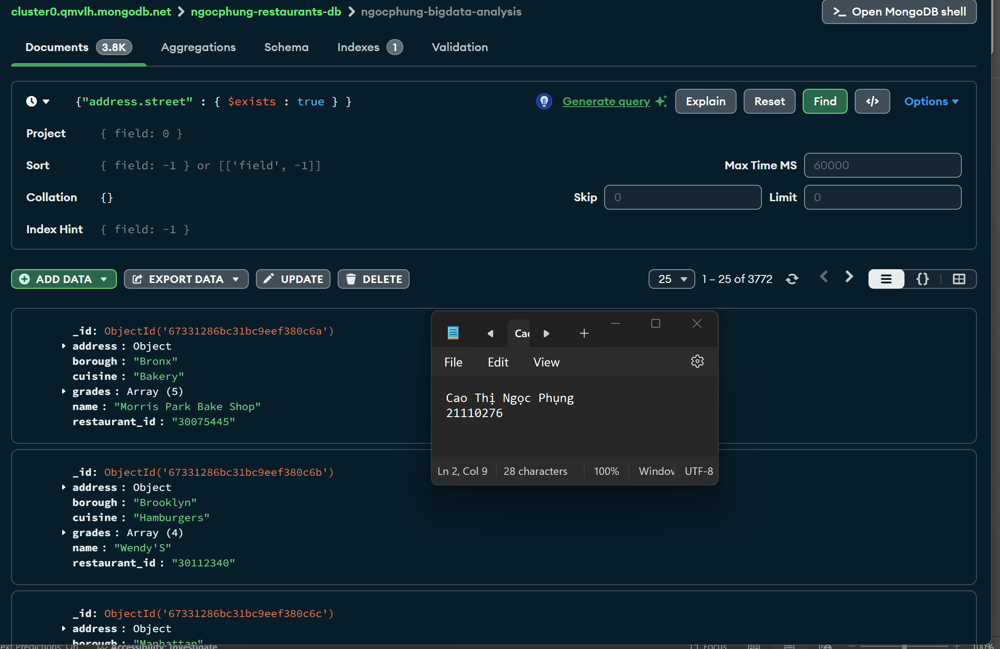 cluster0.qmvlh.mongodb.net > ngocphung-restaurants-db > ngocphung-bigdata-analysis
>_ Open MongoDB shell
Documents 3.8K Aggregations Schema Indexes 1 Validation
{"address.street" : { $exists : true } }
Generate query Explain Reset Find </> Options
Project { field: 0 }
Sort { field: -1 } or [['field', -1]]
Max Time MS 60000
Collation {}
Skip 0 Limit 0
Index Hint { field: -1 }
ADD DATA EXPORT DATA UPDATE DELETE
25 1 – 25 of 3772 {}
_id: ObjectId('67331286bc31bc9eef380c6a')
address : Object
borough : "Bronx"
cuisine : "Bakery"
grades : Array (5)
name : "Morris Park Bake Shop"
restaurant_id : "30075445"
File Edit View
Cao Thị Ngọc Phụng
21110276
Ln 2, Col 9 28 characters 100% UTF-8
_id: ObjectId('67331286bc31bc9eef380c6b')
address : Object
borough : "Brooklyn"
cuisine : "Hamburgers"
grades : Array (4)
name : "Wendy'S"
restaurant_id : "30112340"
_id: ObjectId('67331286bc31bc9eef380c6c')
address : Object
borough : "Manhattan"
Predictions: On Accessibility: Investigate Focus 100%